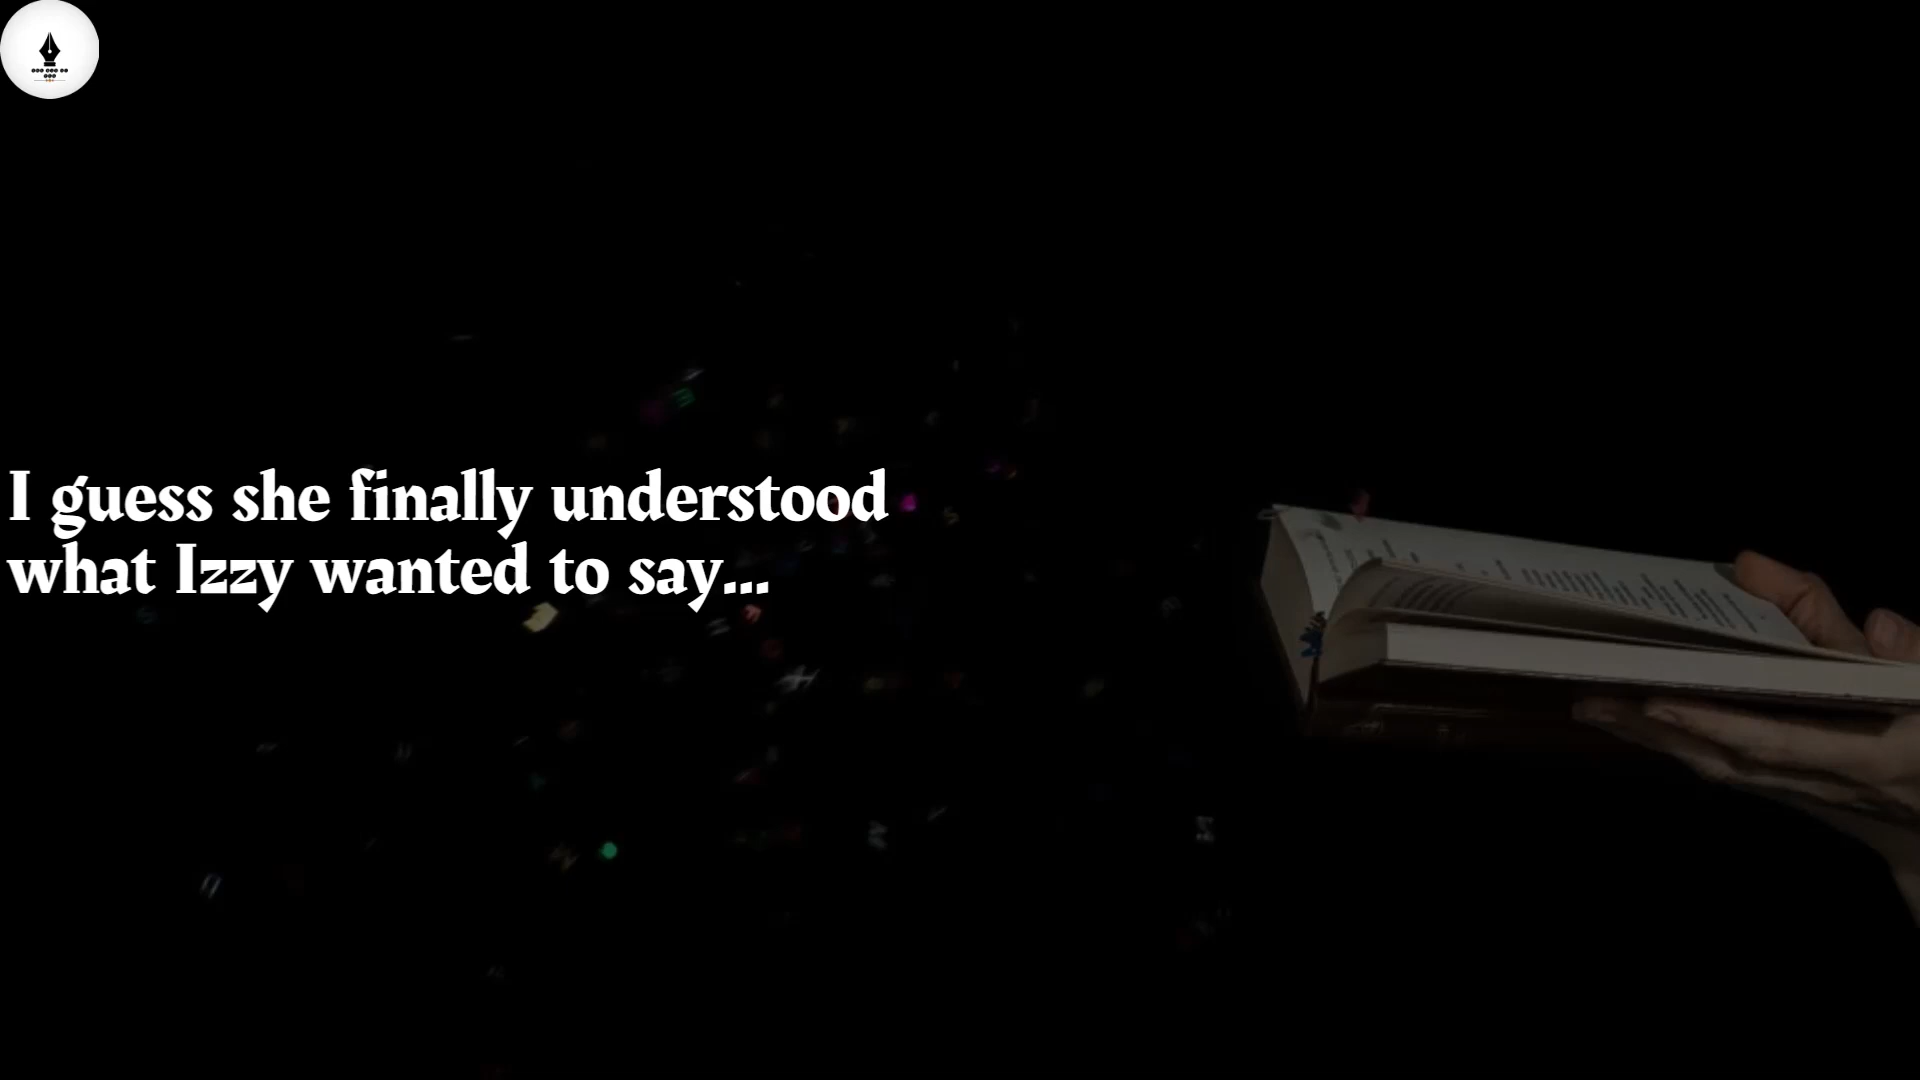 I guess she finally understood
what Izzy wanted to say...